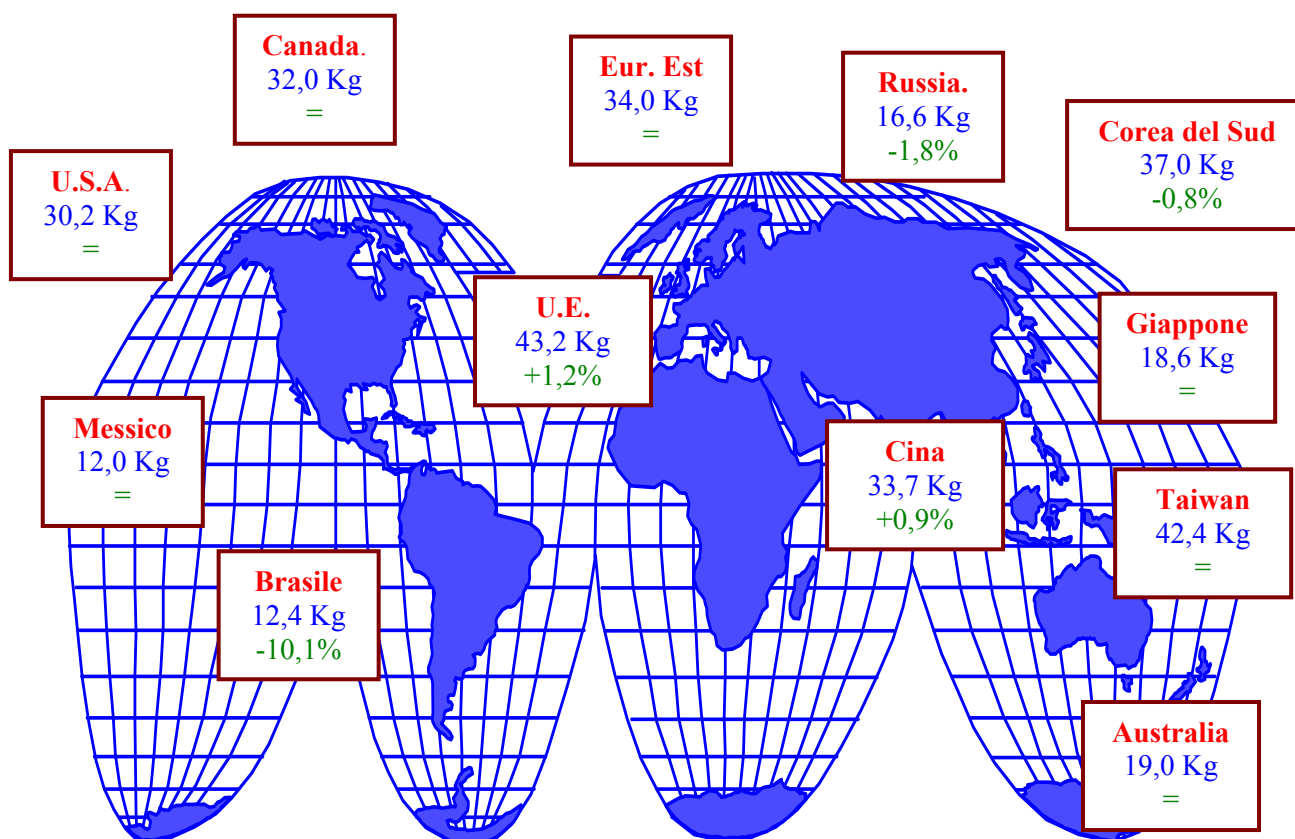 Canada.
32,0 Kg
=
Eur. Est
34,0 Kg
=
Russia.
16,6 Kg
-1,8%
Corea del Sud
37,0 Kg
-0,8%
U.S.A.
30,2 Kg
=
U.E.
43,2 Kg
+1,2%
Giappone
18,6 Kg
=
Messico
12,0 Kg
=
Cina
33,7 Kg
+0,9%
Taiwan
42,4 Kg
=
Brasile
12,4 Kg
-10,1%
Australia
19,0 Kg
=